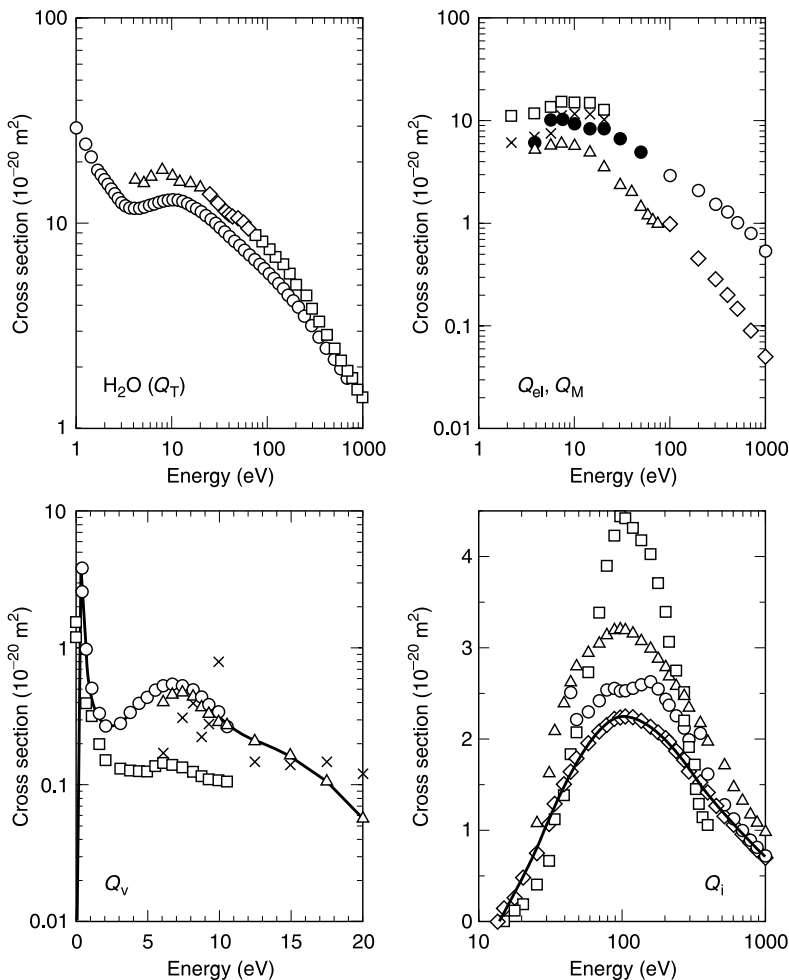 100
10
1
Cross section (10⁻²⁰ m²)
H₂O (Q_T)
1 10 100 1000
Energy (eV)
100
10
1
0.1
0.01
Cross section (10⁻²⁰ m²)
Q_el, Q_M
1 10 100 1000
Energy (eV)
10
1
0.1
0.01
Cross section (10⁻²⁰ m²)
Q_v
0 5 10 15 20
Energy (eV)
4
3
2
1
0
Cross section (10⁻²⁰ m²)
Q_i
10 100 1000
Energy (eV)